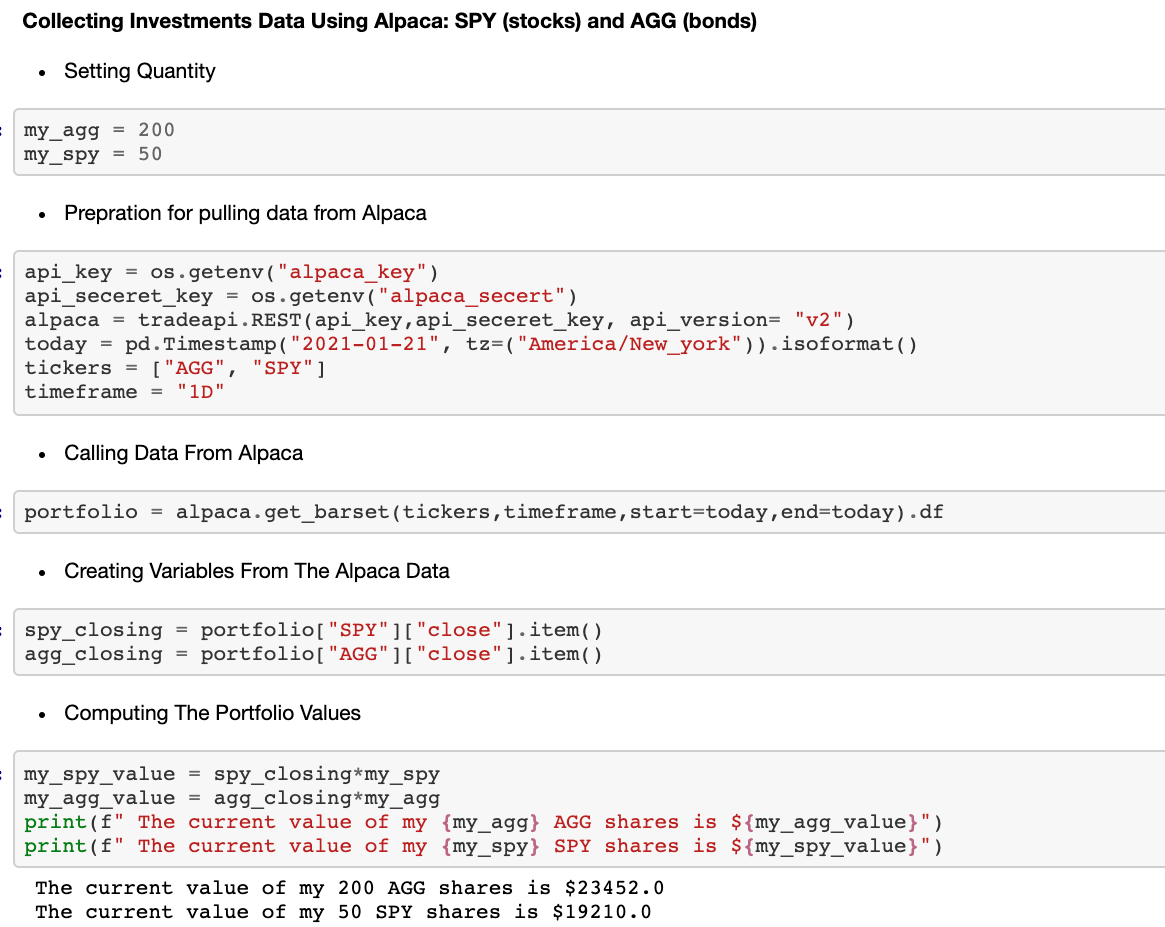 Collecting Investments Data Using Alpaca: SPY (stocks) and AGG (bonds)
• Setting Quantity
my_agg = 200
my_spy = 50
• Prepration for pulling data from Alpaca
api_key = os.getenv("alpaca_key")
api_seceret_key = os.getenv("alpaca_secert")
alpaca = tradeapi.REST(api_key,api_seceret_key, api_version= "v2")
today = pd.Timestamp("2021-01-21", tz=("America/New_york")).isoformat()
tickers = ["AGG", "SPY"]
timeframe = "1D"
• Calling Data From Alpaca
portfolio = alpaca.get_barset(tickers,timeframe,start=today,end=today).df
• Creating Variables From The Alpaca Data
spy_closing = portfolio["SPY"]["close"].item()
agg_closing = portfolio["AGG"]["close"].item()
• Computing The Portfolio Values
my_spy_value = spy_closing*my_spy
my_agg_value = agg_closing*my_agg
print(f" The current value of my {my_agg} AGG shares is ${my_agg_value}")
print(f" The current value of my {my_spy} SPY shares is ${my_spy_value}")
The current value of my 200 AGG shares is $23452.0
The current value of my 50 SPY shares is $19210.0